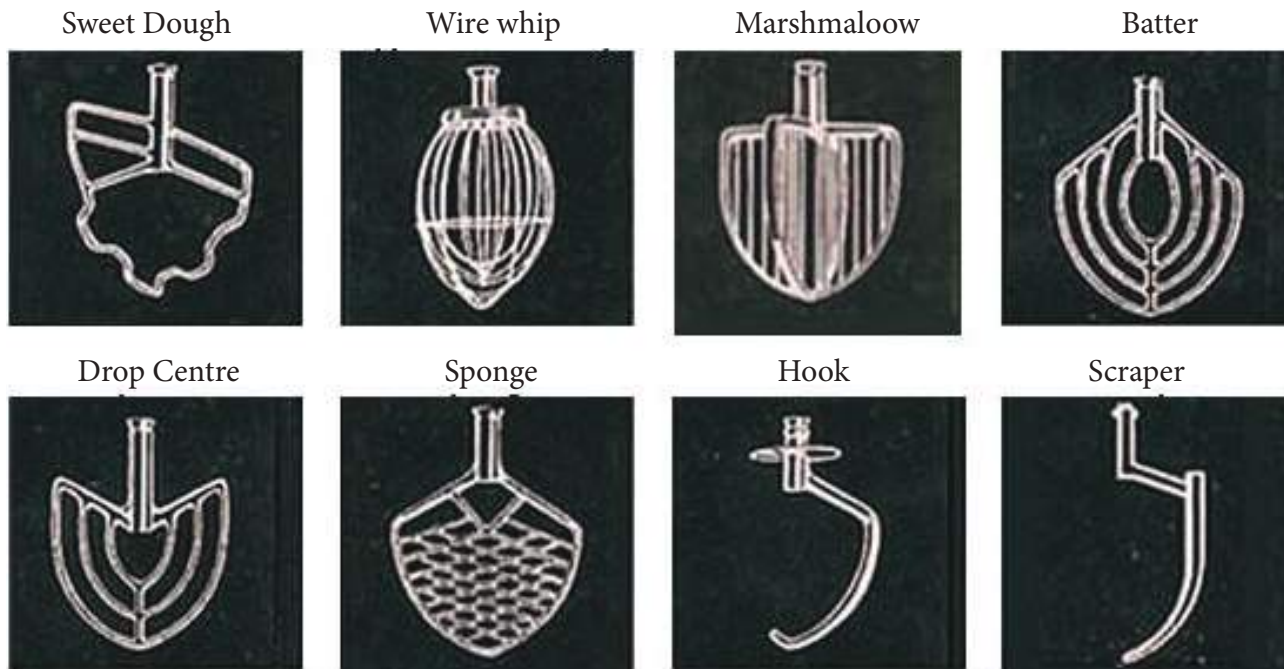 Sweet Dough
Wire whip
Marshmaloow
Batter
Drop Centre
Sponge
Hook
Scraper